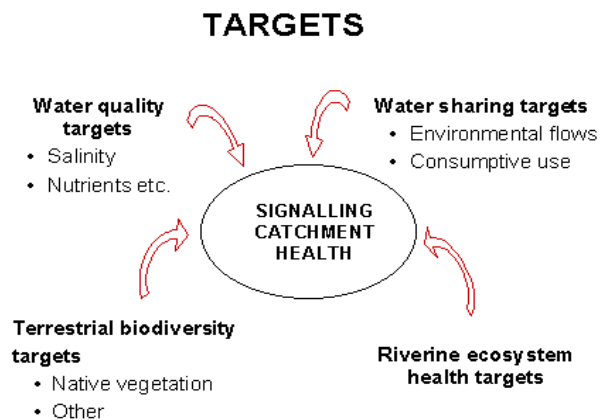 TARGETS
Water quality
targets
• Salinity
• Nutrients etc.
Water sharing targets
• Environmental flows
• Consumptive use
SIGNALLING
CATCHMENT
HEALTH
Terrestrial biodiversity
targets
• Native vegetation
• Other
Riverine ecosystem
health targets